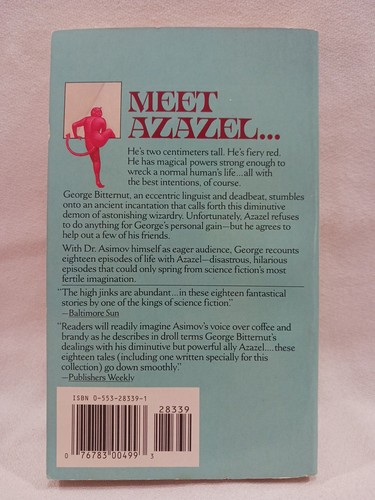 MEET
AZAZEL...
He's two centimeters tall. He's fiery red.
He has magical powers strong enough to
wreck a normal human's life...all with
the best intentions, of course.
George Bitternut, an eccentric linguist and deadbeat, stumbles
onto an ancient incantation that calls forth this diminutive
demon of astonishing wizardry. Unfortunately, Azazel refuses
to do anything for George's personal gain—but he agrees to
help out a few of his friends.
With Dr. Asimov himself as eager audience, George recounts
eighteen episodes of life with Azazel—disastrous, hilarious
episodes that could only spring from science fiction's most
fertile imagination.
"The high jinks are abundant...in these eighteen fantastical
stories by one of the kings of science fiction."
—Baltimore Sun
"Readers will readily imagine Asimov's voice over coffee and
brandy as he describes in droll terms George Bitternut's
dealings with his diminutive but powerful ally Azazel....these
eighteen tales (including one written specially for this
collection) go down smoothly."
—Publishers Weekly
ISBN 0-553-28339-1
28339
0 76783 00499 3